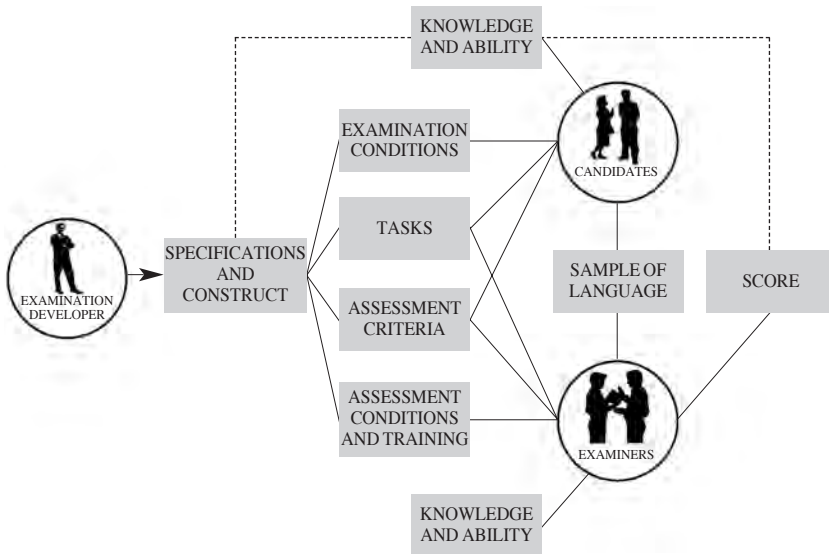 KNOWLEDGE
AND ABILITY
EXAMINATION
CONDITIONS
CANDIDATES
TASKS
EXAMINATION
DEVELOPER
SPECIFICATIONS
AND
CONSTRUCT
SAMPLE OF
LANGUAGE
SCORE
ASSESSMENT
CRITERIA
ASSESSMENT
CONDITIONS
AND TRAINING
EXAMINERS
KNOWLEDGE
AND ABILITY